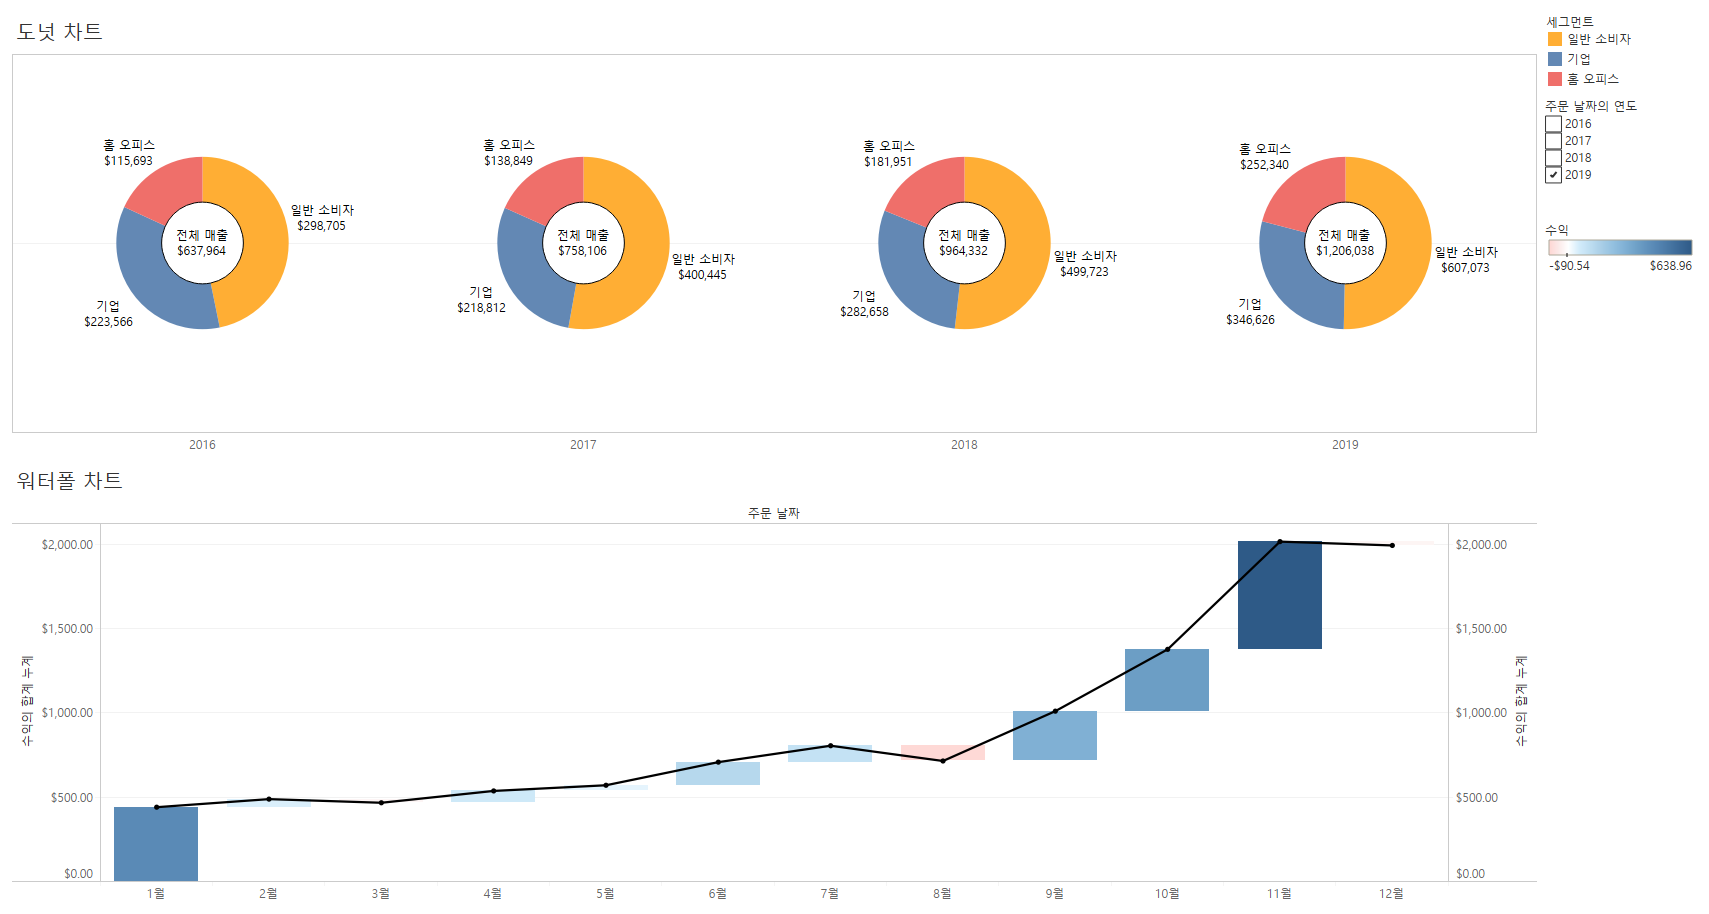 도넛 차트
홈 오피스
$115,693
일반 소비자
$298,705
전체 매출
$637,964
기업
$223,566
홈 오피스
$138,849
전체 매출
$758,106
일반 소비자
$400,445
기업
$218,812
홈 오피스
$181,951
전체 매출
$964,332
일반 소비자
$499,723
기업
$282,658
홈 오피스
$252,340
전체 매출
$1,206,038
일반 소비자
$607,073
기업
$346,626
2016
2017
2018
2019
세그먼트
일반 소비자
기업
홈 오피스
주문 날짜의 연도
2016
2017
2018
2019
수익
-$90.54
$638.96
워터폴 차트
주문 날짜
수익의 합계 누계
$2,000.00
$1,500.00
$1,000.00
$500.00
$0.00
$2,000.00
$1,500.00
$1,000.00
$500.00
$0.00
수익의 합계 누계
1월
2월
3월
4월
5월
6월
7월
8월
9월
10월
11월
12월